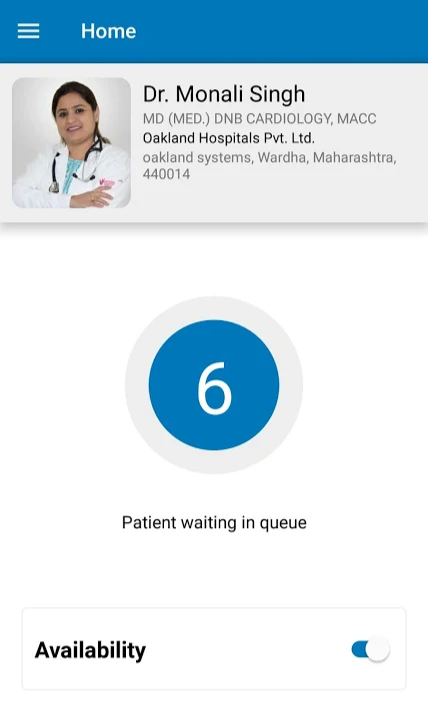 Home
Dr. Monali Singh
MD (MED.) DNB CARDIOLOGY, MACC
Oakland Hospitals Pvt. Ltd.
oakland systems, Wardha, Maharashtra,
440014
6
Patient waiting in queue
Availability